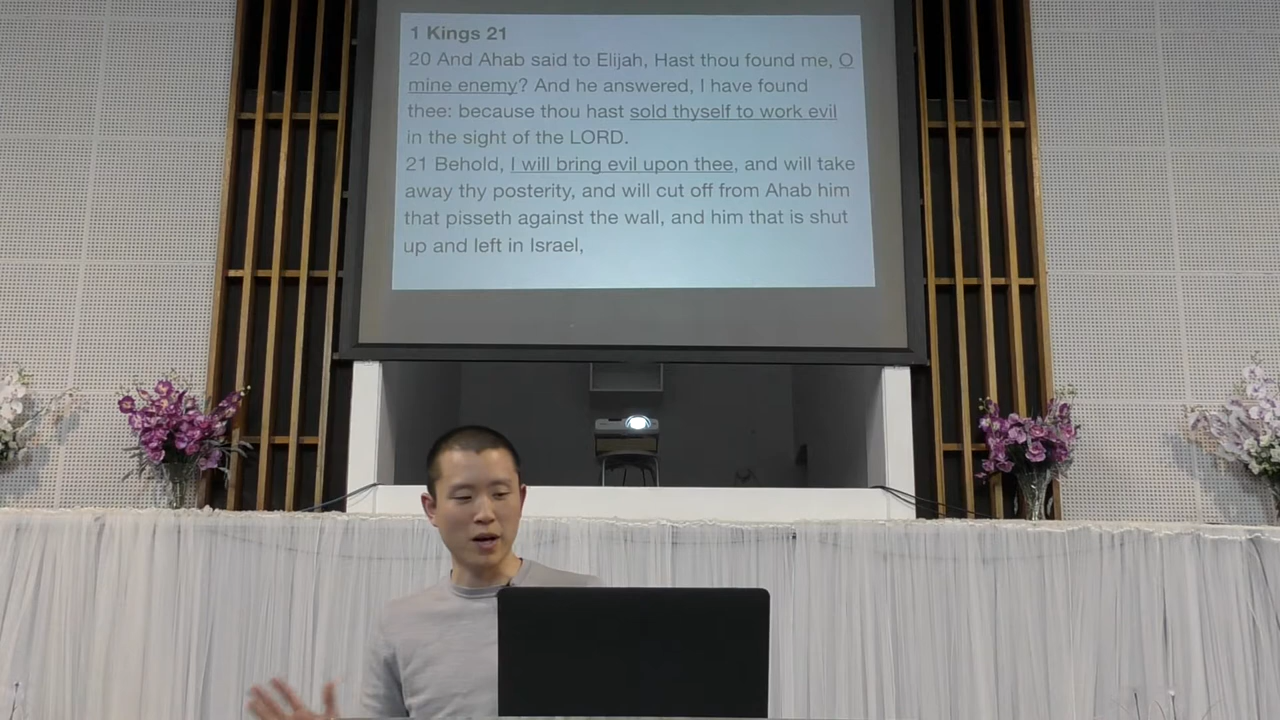 1 Kings 21
20 And Ahab said to Elijah, Hast thou found me, O
mine enemy? And he answered, I have found
thee: because thou hast sold thyself to work evil
in the sight of the LORD.
21 Behold, I will bring evil upon thee, and will take
away thy posterity, and will cut off from Ahab him
that pisseth against the wall, and him that is shut
up and left in Israel,